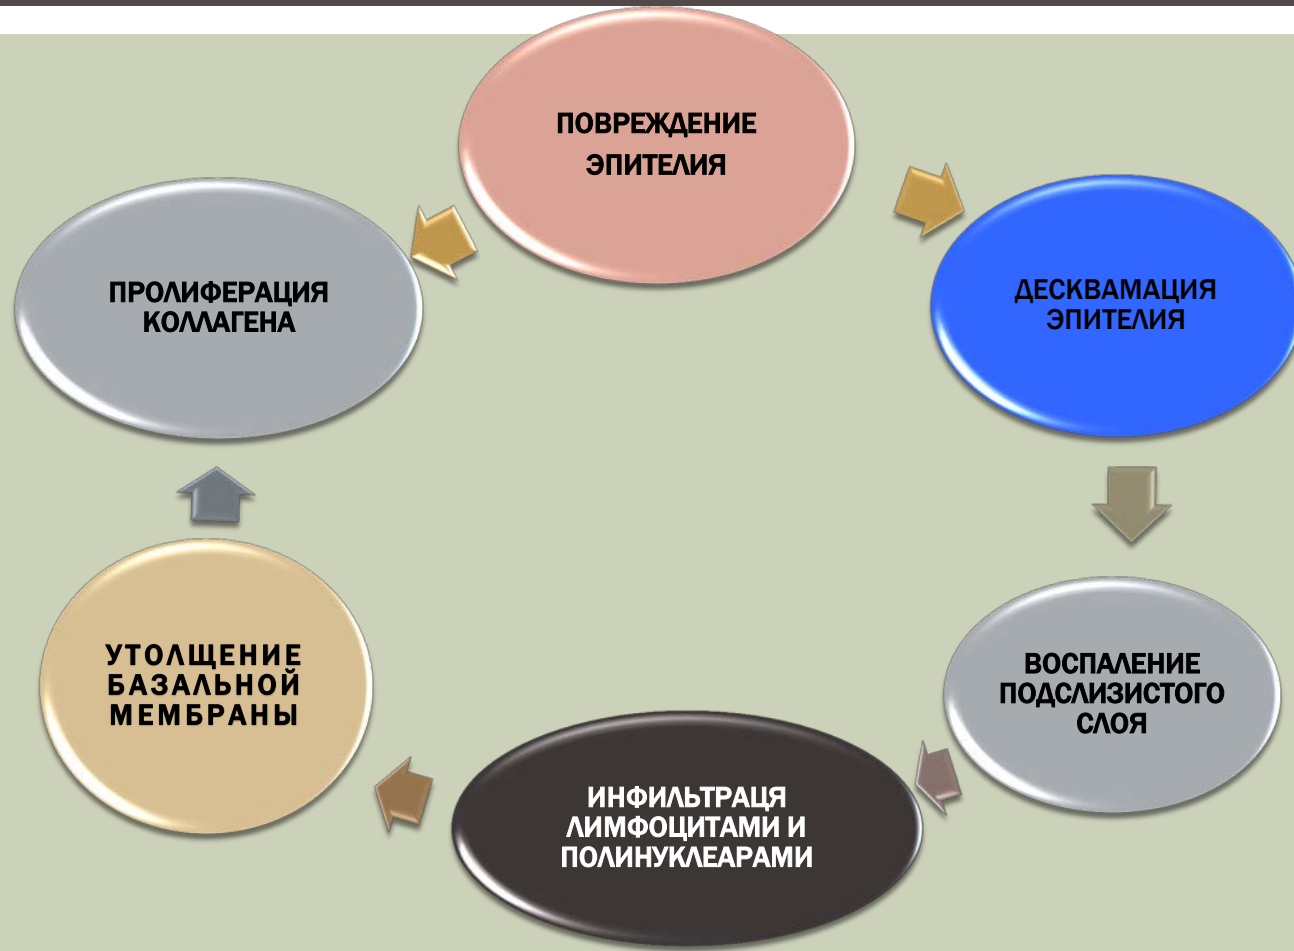 ПОВРЕЖДЕНИЕ
ЭПИТЕЛИЯ
ДЕСКВАМАЦИЯ
ЭПИТЕЛИЯ
ВОСПАЛЕНИЕ
ПОДСЛИЗИСТОГО
СЛОЯ
ИНФИЛЬТРАЦЯ
ЛИМФОЦИТАМИ И
ПОЛИНУКЛЕАРАМИ
УТОЛЩЕНИЕ
БАЗАЛЬНОЙ
МЕМБРАНЫ
ПРОЛИФЕРАЦИЯ
КОЛЛАГЕНА